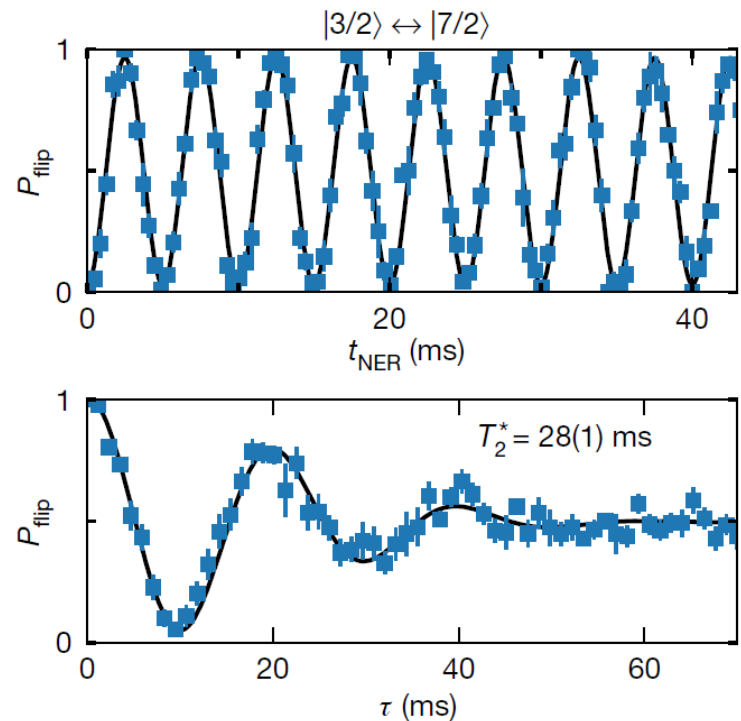 |3/2⟩ ↔ |7/2⟩
1
P_flip
0
0 20 40
t_NER (ms)
1
T_2^* = 28(1) ms
P_flip
0
0 20 40 60
τ (ms)